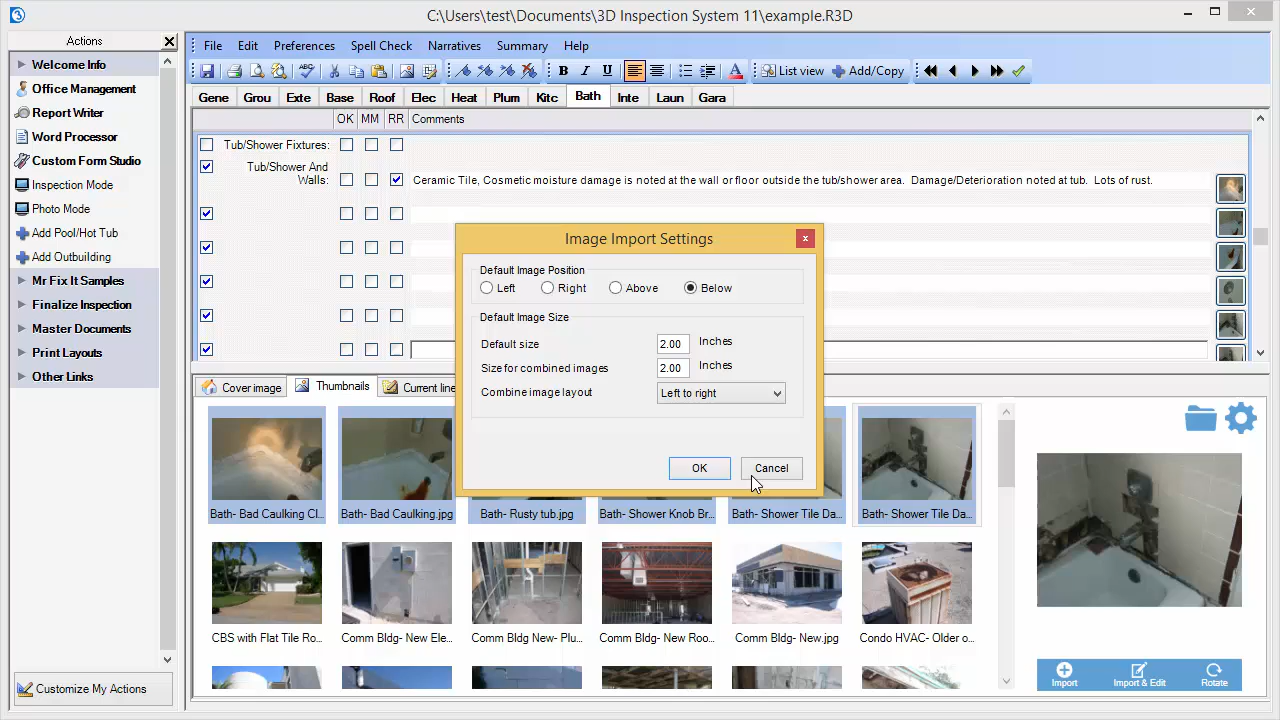 C:\Users\test\Documents\3D Inspection System 11\example.R3D
Actions
Welcome Info
Office Management
Report Writer
Word Processor
Custom Form Studio
Inspection Mode
Photo Mode
Add Pool/Hot Tub
Add Outbuilding
Mr Fix It Samples
Finalize Inspection
Master Documents
Print Layouts
Other Links
Customize My Actions
File Edit Preferences Spell Check Narratives Summary Help
B I U A List view Add/Copy
Gene Grou Exte Base Roof Elec Heat Plum Kitc Bath Inte Laun Gara
OK MM RR Comments
Tub/Shower Fixtures:
Tub/Shower And
Walls:
Ceramic Tile, Cosmetic moisture damage is noted at the wall or floor outside the tub/shower area. Damage/Deterioration noted at tub. Lots of rust.
Image Import Settings
Default Image Position
Left Right Above Below
Default Image Size
Default size 2.00 Inches
Size for combined images 2.00 Inches
Combine image layout Left to right
OK Cancel
Cover image Thumbnails Current line
Bath- Bad Caulking Cl... Bath- Bad Caulking.jpg Bath- Rusty tub.jpg Bath- Shower Knob Br... Bath- Shower Tile Da... Bath- Shower Tile Da...
CBS with Flat Tile Ro... Comm Bldg- New Ele... Comm Bldg New- Plu... Comm Bldg- New Roo... Comm Bldg- New.jpg Condo HVAC- Older o...
Import Import & Edit Rotate